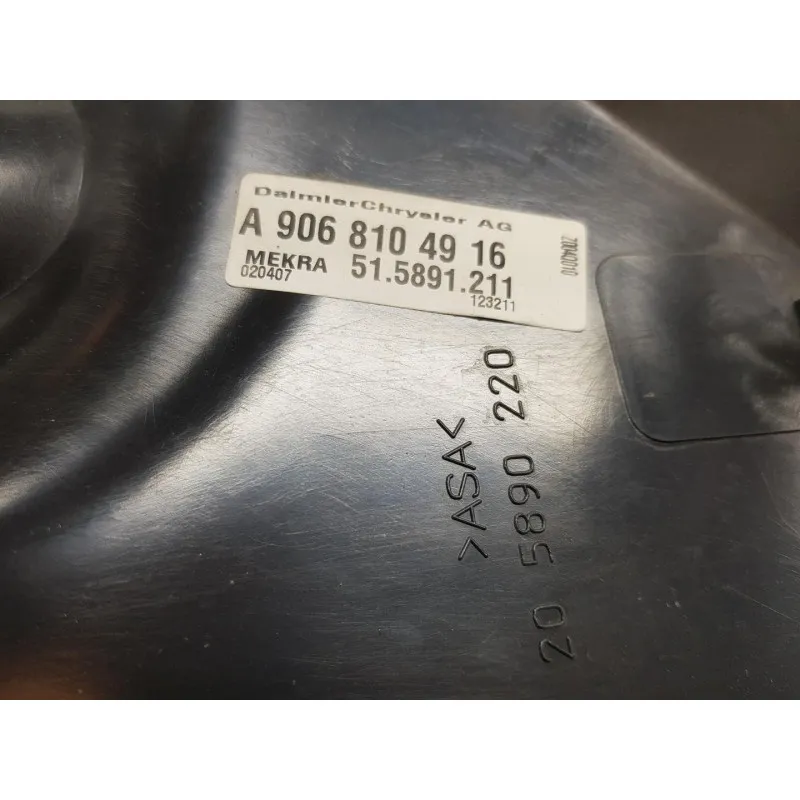 DaimlerChrysler AG
A 906 810 49 16
MEKRA 51.5891.211
020407
123211
>ASA<
20 5890 220